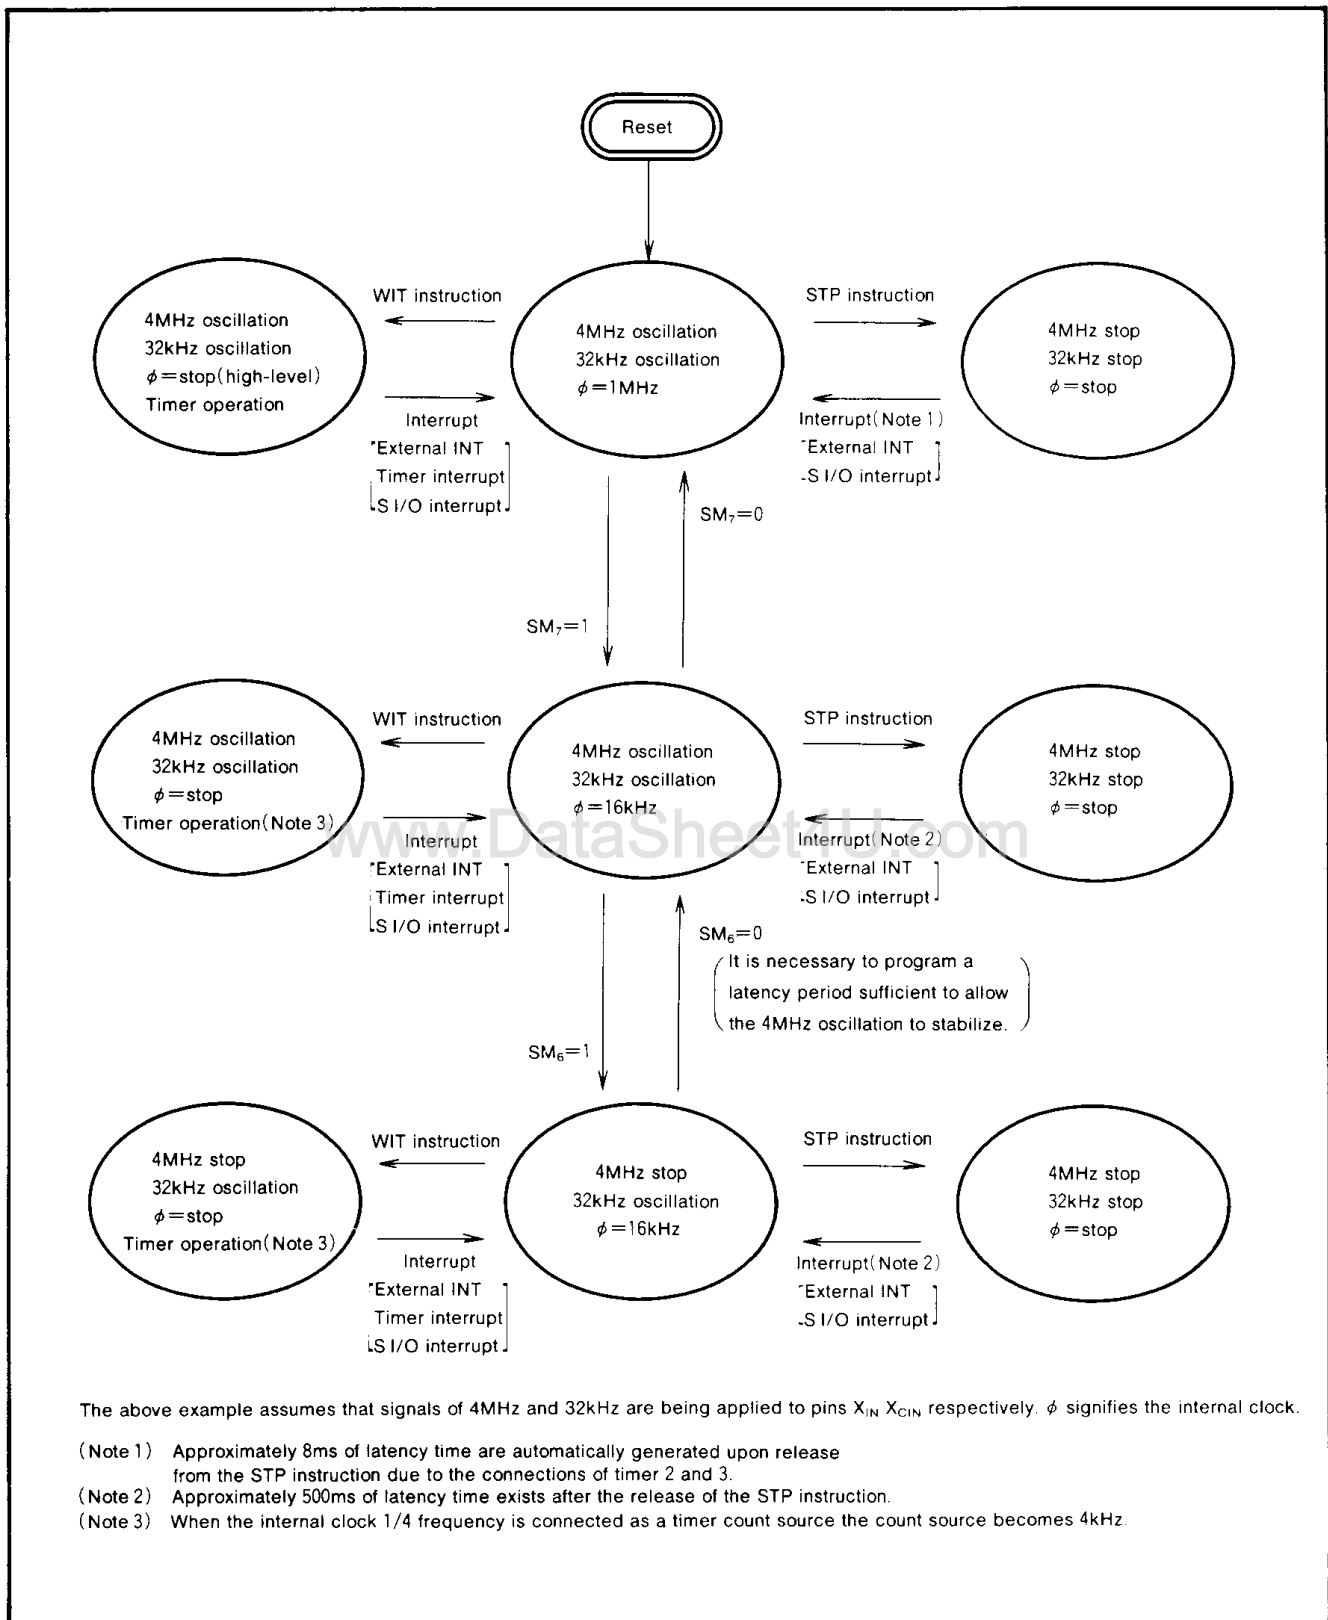 Reset
WIT instruction
STP instruction
4MHz oscillation
32kHz oscillation
ϕ=stop(high-level)
Timer operation
4MHz oscillation
32kHz oscillation
ϕ=1MHz
4MHz stop
32kHz stop
ϕ=stop
Interrupt
External INT
Timer interrupt
S I/O interrupt
Interrupt(Note 1)
External INT
S I/O interrupt
SM₇=0
SM₇=1
WIT instruction
STP instruction
4MHz oscillation
32kHz oscillation
ϕ=stop
Timer operation(Note 3)
4MHz oscillation
32kHz oscillation
ϕ=16kHz
4MHz stop
32kHz stop
ϕ=stop
www.DataSheet4U.com
Interrupt
External INT
Timer interrupt
S I/O interrupt
Interrupt(Note 2)
External INT
S I/O interrupt
SM₆=0
(It is necessary to program a
latency period sufficient to allow
the 4MHz oscillation to stabilize.)
SM₆=1
WIT instruction
STP instruction
4MHz stop
32kHz oscillation
ϕ=stop
Timer operation(Note 3)
4MHz stop
32kHz oscillation
ϕ=16kHz
4MHz stop
32kHz stop
ϕ=stop
Interrupt
External INT
Timer interrupt
S I/O interrupt
Interrupt(Note 2)
External INT
S I/O interrupt
The above example assumes that signals of 4MHz and 32kHz are being applied to pins X_IN X_CIN respectively. ϕ signifies the internal clock.
(Note 1) Approximately 8ms of latency time are automatically generated upon release
from the STP instruction due to the connections of timer 2 and 3.
(Note 2) Approximately 500ms of latency time exists after the release of the STP instruction.
(Note 3) When the internal clock 1/4 frequency is connected as a timer count source the count source becomes 4kHz.